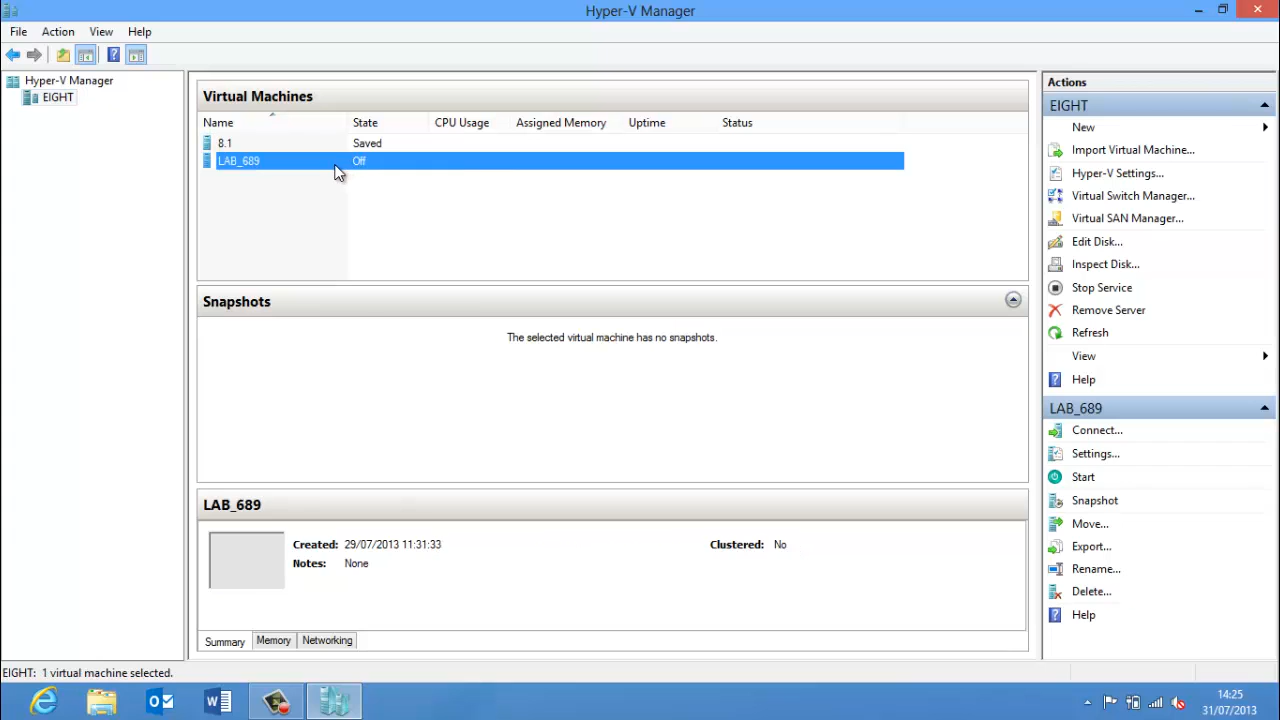 Hyper-V Manager
File Action View Help
Hyper-V Manager
EIGHT
Virtual Machines
Name State CPU Usage Assigned Memory Uptime Status
8.1 Saved
LAB_689 Off
Snapshots
The selected virtual machine has no snapshots.
LAB_689
Created: 29/07/2013 11:31:33 Clustered: No
Notes: None
Summary Memory Networking
Actions
EIGHT
New
Import Virtual Machine...
Hyper-V Settings...
Virtual Switch Manager...
Virtual SAN Manager...
Edit Disk...
Inspect Disk...
Stop Service
Remove Server
Refresh
View
Help
LAB_689
Connect...
Settings...
Start
Snapshot
Move...
Export...
Rename...
Delete...
Help
EIGHT: 1 virtual machine selected.
14:25
31/07/2013